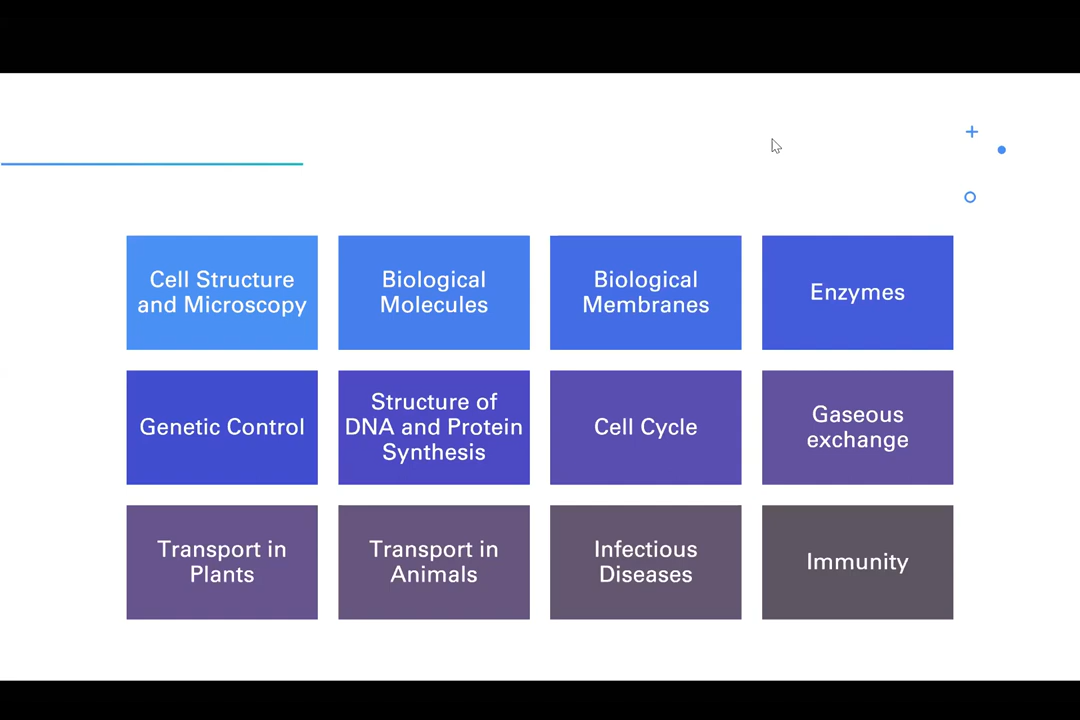 Cell Structure
and Microscopy
Biological
Molecules
Biological
Membranes
Enzymes
Genetic Control
Structure of
DNA and Protein
Synthesis
Cell Cycle
Gaseous
exchange
Transport in
Plants
Transport in
Animals
Infectious
Diseases
Immunity